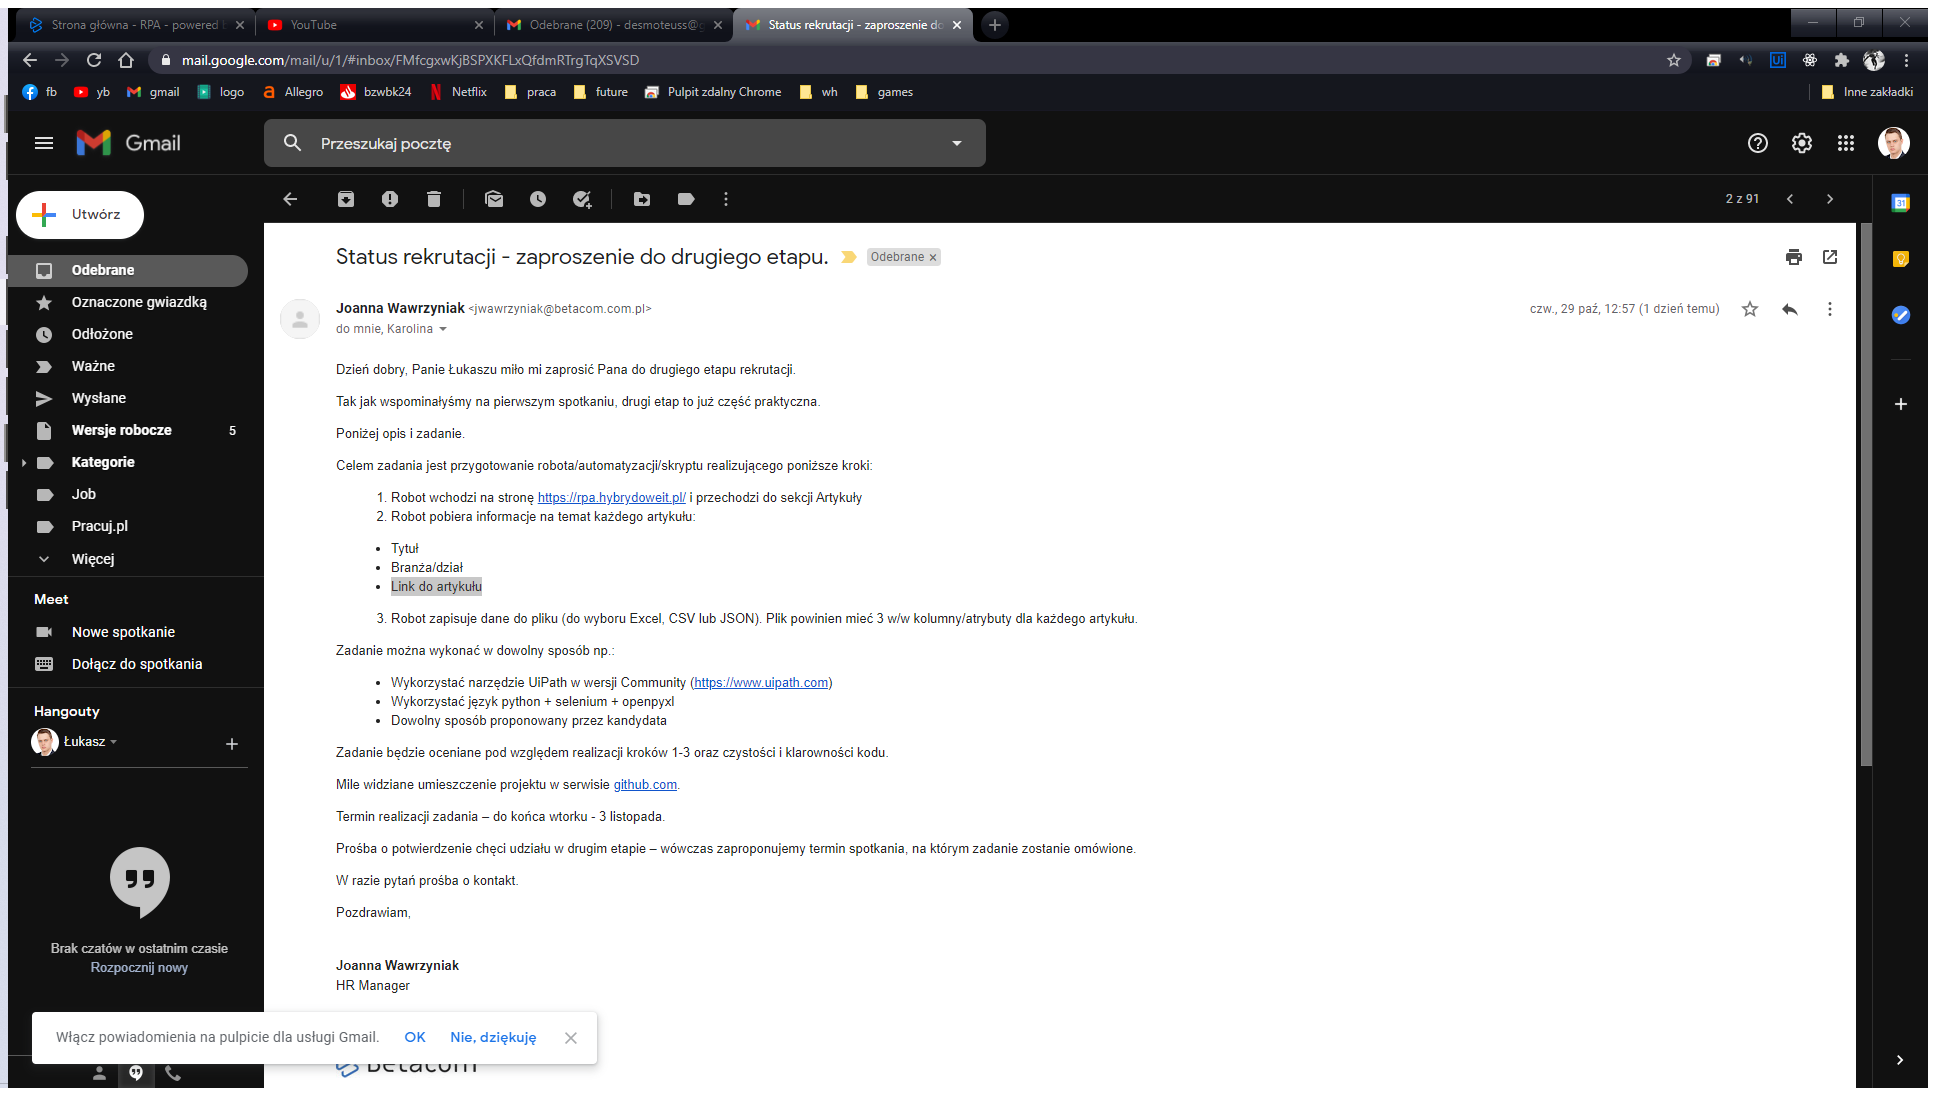 Strona główna - RPA - powered b
YouTube
Odebrane (209) - desmoteuss@g
Status rekrutacji - zaproszenie do
mail.google.com/mail/u/1/#inbox/FMfcgxwKjBSPXKFLxQfdmRTrgTqXSVSD
fb yb gmail logo Allegro bzwbk24 Netflix praca future Pulpit zdalny Chrome wh games Inne zakładki
Gmail
Przeszukaj pocztę
Utwórz
2 z 91
Odebrane
Oznaczone gwiazdką
Odłożone
Ważne
Wysłane
Wersje robocze 5
Kategorie
Job
Pracuj.pl
Więcej
Meet
Nowe spotkanie
Dołącz do spotkania
Hangouty
Łukasz
Brak czatów w ostatnim czasie
Rozpocznij nowy
Status rekrutacji - zaproszenie do drugiego etapu. Odebrane
Joanna Wawrzyniak <jwawrzyniak@betacom.com.pl> czw., 29 paź, 12:57 (1 dzień temu)
do mnie, Karolina
Dzień dobry, Panie Łukaszu miło mi zaprosić Pana do drugiego etapu rekrutacji.
Tak jak wspominałyśmy na pierwszym spotkaniu, drugi etap to już część praktyczna.
Poniżej opis i zadanie.
Celem zadania jest przygotowanie robota/automatyzacji/skryptu realizującego poniższe kroki:
1. Robot wchodzi na stronę https://rpa.hybrydoweit.pl/ i przechodzi do sekcji Artykuły
2. Robot pobiera informacje na temat każdego artykułu:
• Tytuł
• Branża/dział
• Link do artykułu
3. Robot zapisuje dane do pliku (do wyboru Excel, CSV lub JSON). Plik powinien mieć 3 w/w kolumny/atrybuty dla każdego artykułu.
Zadanie można wykonać w dowolny sposób np.:
• Wykorzystać narzędzie UiPath w wersji Community (https://www.uipath.com)
• Wykorzystać język python + selenium + openpyxl
• Dowolny sposób proponowany przez kandydata
Zadanie będzie oceniane pod względem realizacji kroków 1-3 oraz czystości i klarowności kodu.
Mile widziane umieszczenie projektu w serwisie github.com.
Termin realizacji zadania – do końca wtorku - 3 listopada.
Prośba o potwierdzenie chęci udziału w drugim etapie – wówczas zaproponujemy termin spotkania, na którym zadanie zostanie omówione.
W razie pytań prośba o kontakt.
Pozdrawiam,
Joanna Wawrzyniak
HR Manager
Betacom
Włącz powiadomienia na pulpicie dla usługi Gmail. OK Nie, dziękuję